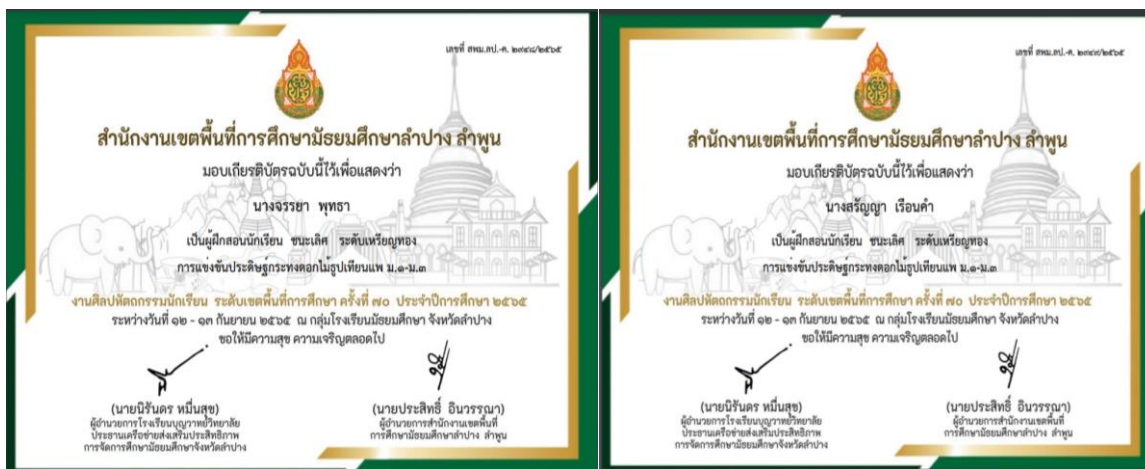 เลขที่ สพม.ลป.-ค. ๒๙๔๘/๒๕๖๕
สำนักงานเขตพื้นที่การศึกษามัธยมศึกษาลำปาง ลำพูน
มอบเกียรติบัตรฉบับนี้ไว้เพื่อแสดงว่า
นางจรรยา พุทธา
เป็นผู้ฝึกสอนนักเรียน ชนะเลิศ ระดับเหรียญทอง
การแข่งขันประดิษฐ์กระทงดอกไม้ธูปเทียนแพ ม.๑-ม.๓
งานศิลปหัตถกรรมนักเรียน ระดับเขตพื้นที่การศึกษา ครั้งที่ ๗๐ ประจำปีการศึกษา ๒๕๖๕
ระหว่างวันที่ ๑๒ - ๑๓ กันยายน ๒๕๖๕ ณ กลุ่มโรงเรียนมัธยมศึกษา จังหวัดลำปาง
ขอให้มีความสุข ความเจริญตลอดไป
(นายนิรันดร หมื่นสุข)
ผู้อำนวยการโรงเรียนบุญวาทย์วิทยาลัย
ประธานเครือข่ายส่งเสริมประสิทธิภาพ
การจัดการศึกษามัธยมศึกษาจังหวัดลำปาง
(นายประสิทธิ์ อินวรรณา)
ผู้อำนวยการสำนักงานเขตพื้นที่
การศึกษามัธยมศึกษาลำปาง ลำพูน
เลขที่ สพม.ลป.-ค. ๒๙๔๙/๒๕๖๕
สำนักงานเขตพื้นที่การศึกษามัธยมศึกษาลำปาง ลำพูน
มอบเกียรติบัตรฉบับนี้ไว้เพื่อแสดงว่า
นางสรัญญา เรือนคำ
เป็นผู้ฝึกสอนนักเรียน ชนะเลิศ ระดับเหรียญทอง
การแข่งขันประดิษฐ์กระทงดอกไม้ธูปเทียนแพ ม.๑-ม.๓
งานศิลปหัตถกรรมนักเรียน ระดับเขตพื้นที่การศึกษา ครั้งที่ ๗๐ ประจำปีการศึกษา ๒๕๖๕
ระหว่างวันที่ ๑๒ - ๑๓ กันยายน ๒๕๖๕ ณ กลุ่มโรงเรียนมัธยมศึกษา จังหวัดลำปาง
ขอให้มีความสุข ความเจริญตลอดไป
(นายนิรันดร หมื่นสุข)
ผู้อำนวยการโรงเรียนบุญวาทย์วิทยาลัย
ประธานเครือข่ายส่งเสริมประสิทธิภาพ
การจัดการศึกษามัธยมศึกษาจังหวัดลำปาง
(นายประสิทธิ์ อินวรรณา)
ผู้อำนวยการสำนักงานเขตพื้นที่
การศึกษามัธยมศึกษาลำปาง ลำพูน